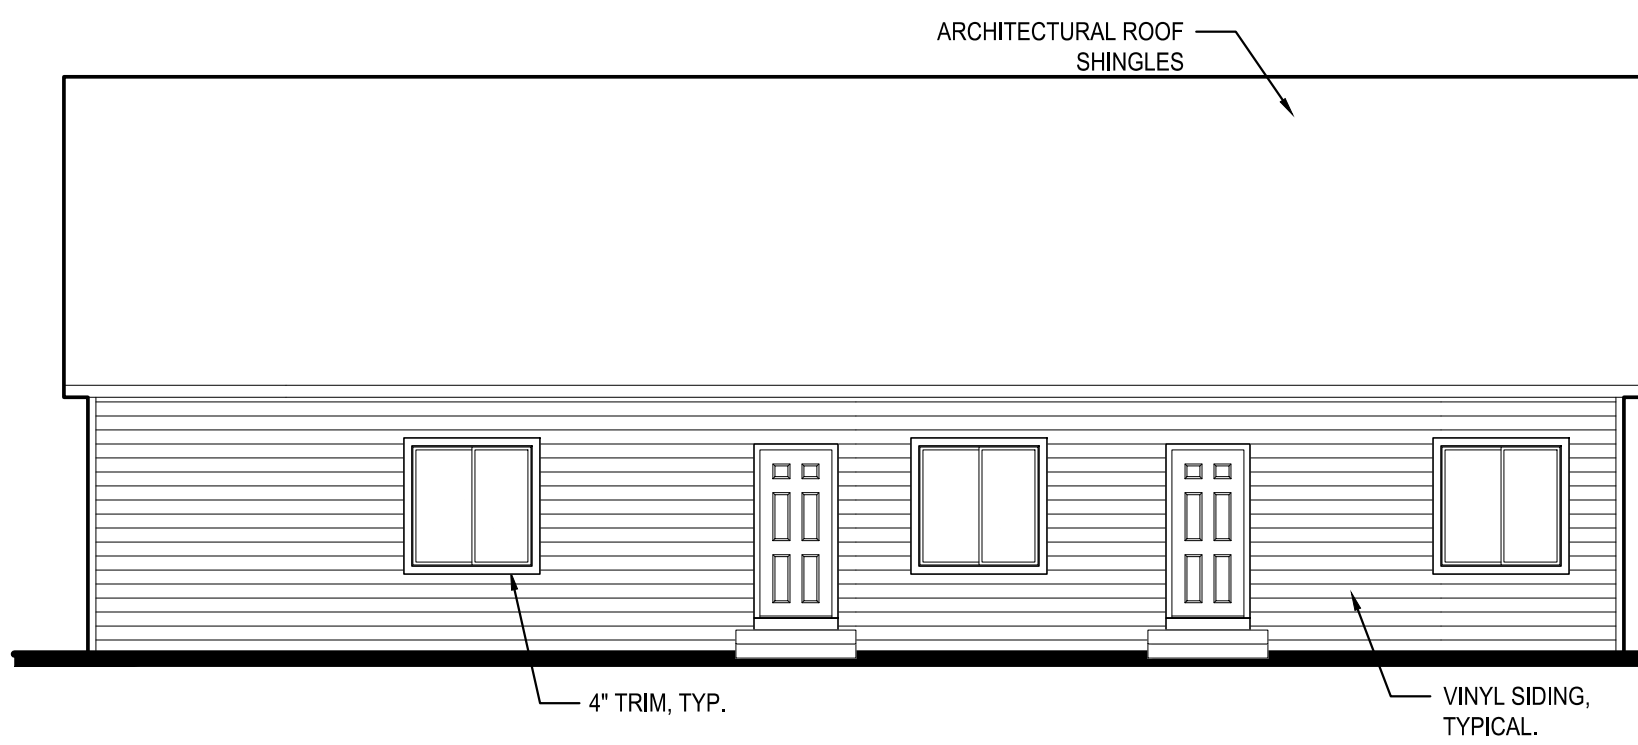 ARCHITECTURAL ROOF
SHINGLES
4" TRIM, TYP.
VINYL SIDING,
TYPICAL.